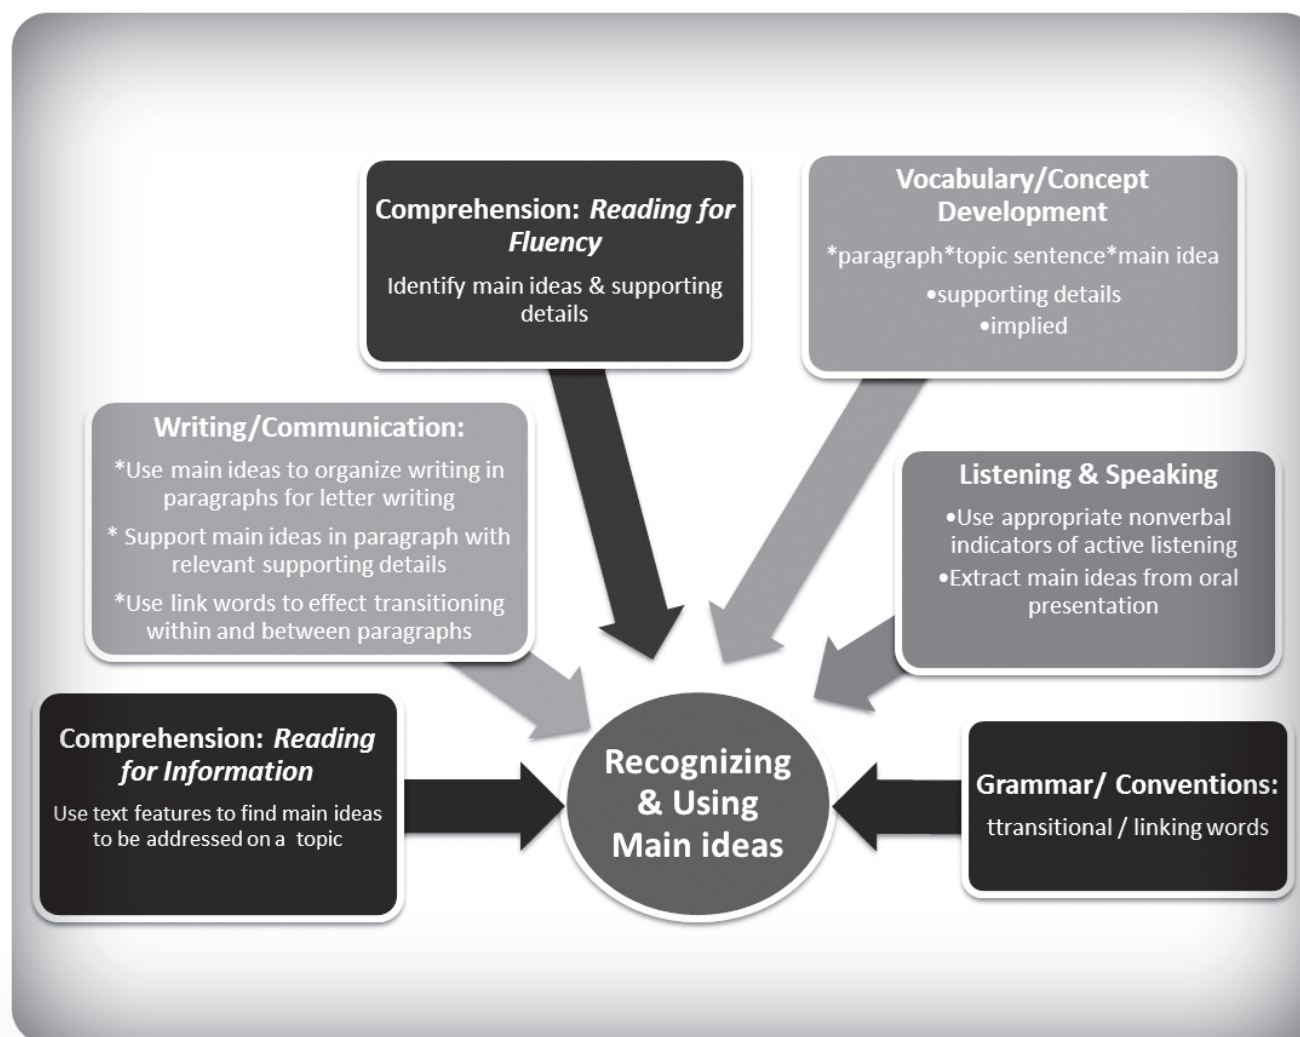 Comprehension: Reading for
Fluency
Identify main ideas & supporting
details
Vocabulary/Concept
Development
*paragraph*topic sentence*main idea
•supporting details
•implied
Writing/Communication:
*Use main ideas to organize writing in
paragraphs for letter writing
* Support main ideas in paragraph with
relevant supporting details
*Use link words to effect transitioning
within and between paragraphs
Listening & Speaking
•Use appropriate nonverbal
indicators of active listening
•Extract main ideas from oral
presentation
Comprehension: Reading
for Information
Use text features to find main ideas
to be addressed on a topic
Recognizing
& Using
Main ideas
Grammar/ Conventions:
ttransitional / linking words